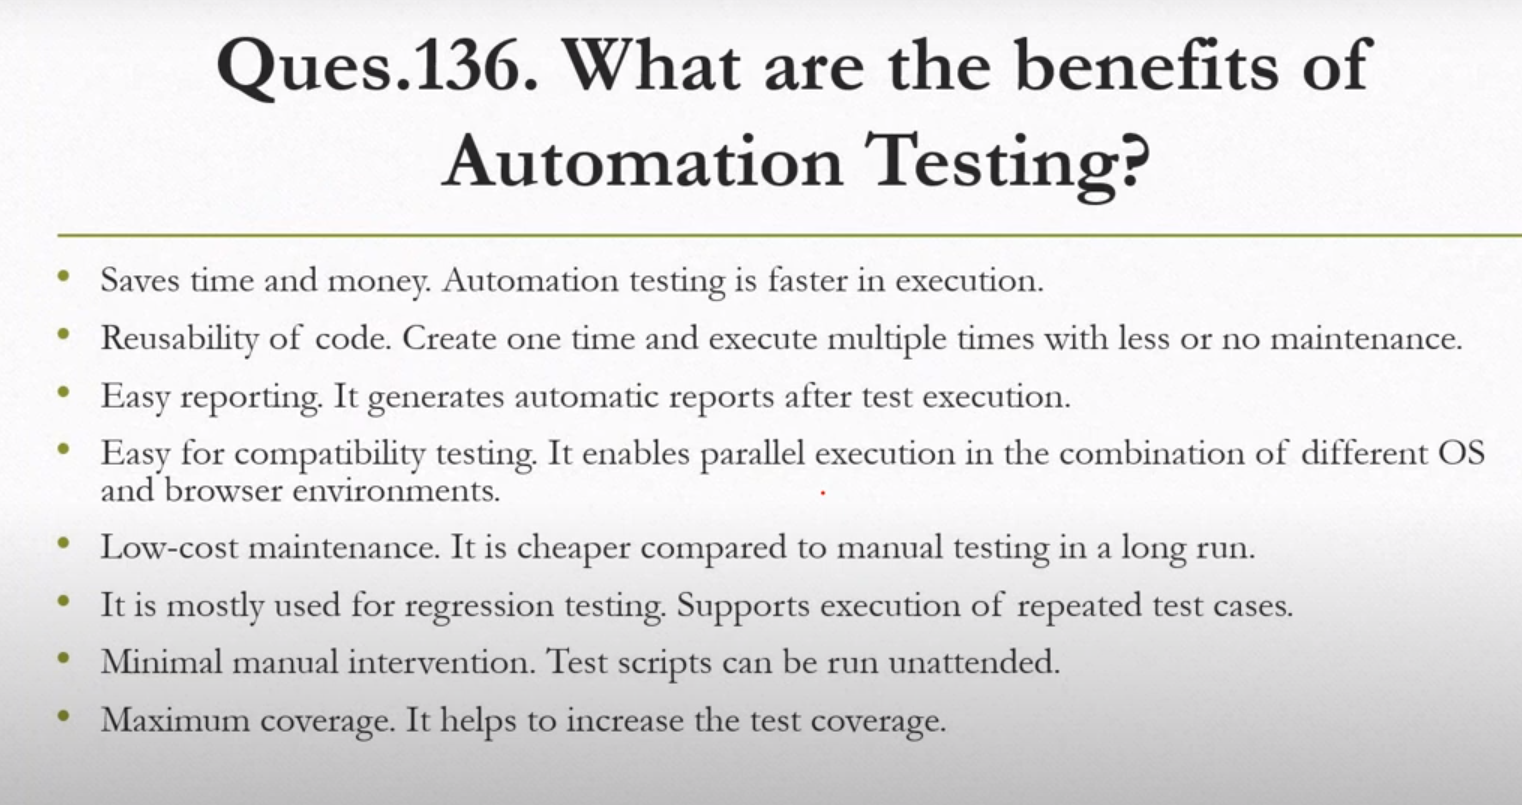 Ques.136. What are the benefits of
Automation Testing?
• Saves time and money. Automation testing is faster in execution.
• Reusability of code. Create one time and execute multiple times with less or no maintenance.
• Easy reporting. It generates automatic reports after test execution.
• Easy for compatibility testing. It enables parallel execution in the combination of different OS
and browser environments.
• Low-cost maintenance. It is cheaper compared to manual testing in a long run.
• It is mostly used for regression testing. Supports execution of repeated test cases.
• Minimal manual intervention. Test scripts can be run unattended.
• Maximum coverage. It helps to increase the test coverage.